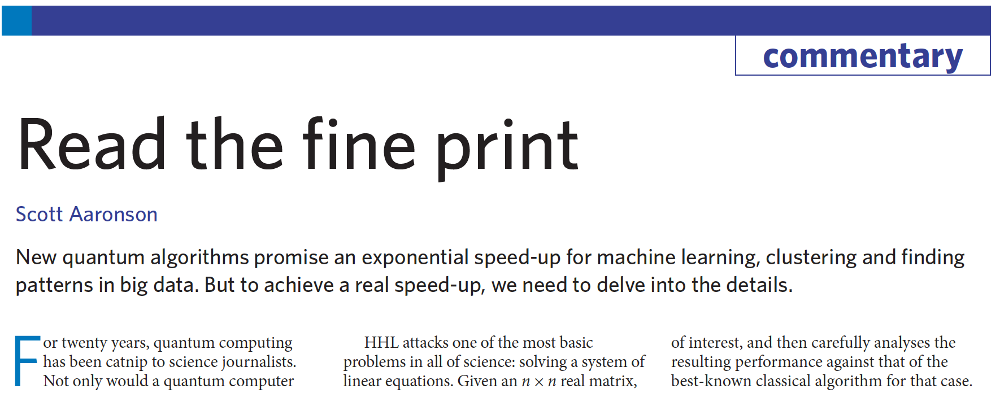 commentary
Read the fine print
Scott Aaronson
New quantum algorithms promise an exponential speed-up for machine learning, clustering and finding
patterns in big data. But to achieve a real speed-up, we need to delve into the details.
For twenty years, quantum computing
has been catnip to science journalists.
Not only would a quantum computer
HHL attacks one of the most basic
problems in all of science: solving a system of
linear equations. Given an n × n real matrix,
of interest, and then carefully analyses the
resulting performance against that of the
best-known classical algorithm for that case.